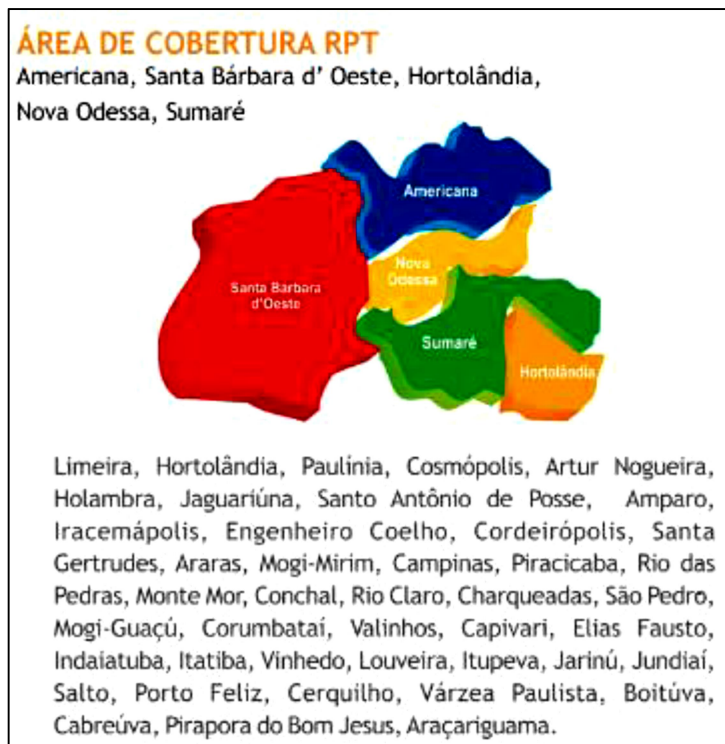 ÁREA DE COBERTURA RPT
Americana, Santa Bárbara d’ Oeste, Hortolândia,
Nova Odessa, Sumaré
Americana
Nova
Odessa
Santa Barbara
d'Oeste
Sumaré
Hortolândia
Limeira, Hortolândia, Paulínia, Cosmópolis, Artur Nogueira,
Holambra, Jaguariúna, Santo Antônio de Posse, Amparo,
Iracemápolis, Engenheiro Coelho, Cordeirópolis, Santa
Gertrudes, Araras, Mogi-Mirim, Campinas, Piracicaba, Rio das
Pedras, Monte Mor, Conchal, Rio Claro, Charqueadas, São Pedro,
Mogi-Guaçú, Corumbataí, Valinhos, Capivari, Elias Fausto,
Indaiatuba, Itatiba, Vinhedo, Louveira, Itupeva, Jarinú, Jundiaí,
Salto, Porto Feliz, Cerquilho, Várzea Paulista, Boitúva,
Cabreúva, Pirapora do Bom Jesus, Araçariguama.